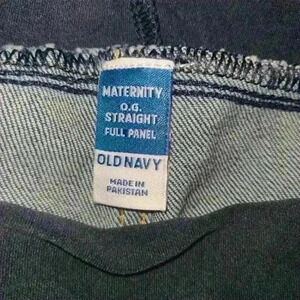 MATERNITY
O.G.
STRAIGHT
FULL PANEL
OLD NAVY
MADE IN
PAKISTAN